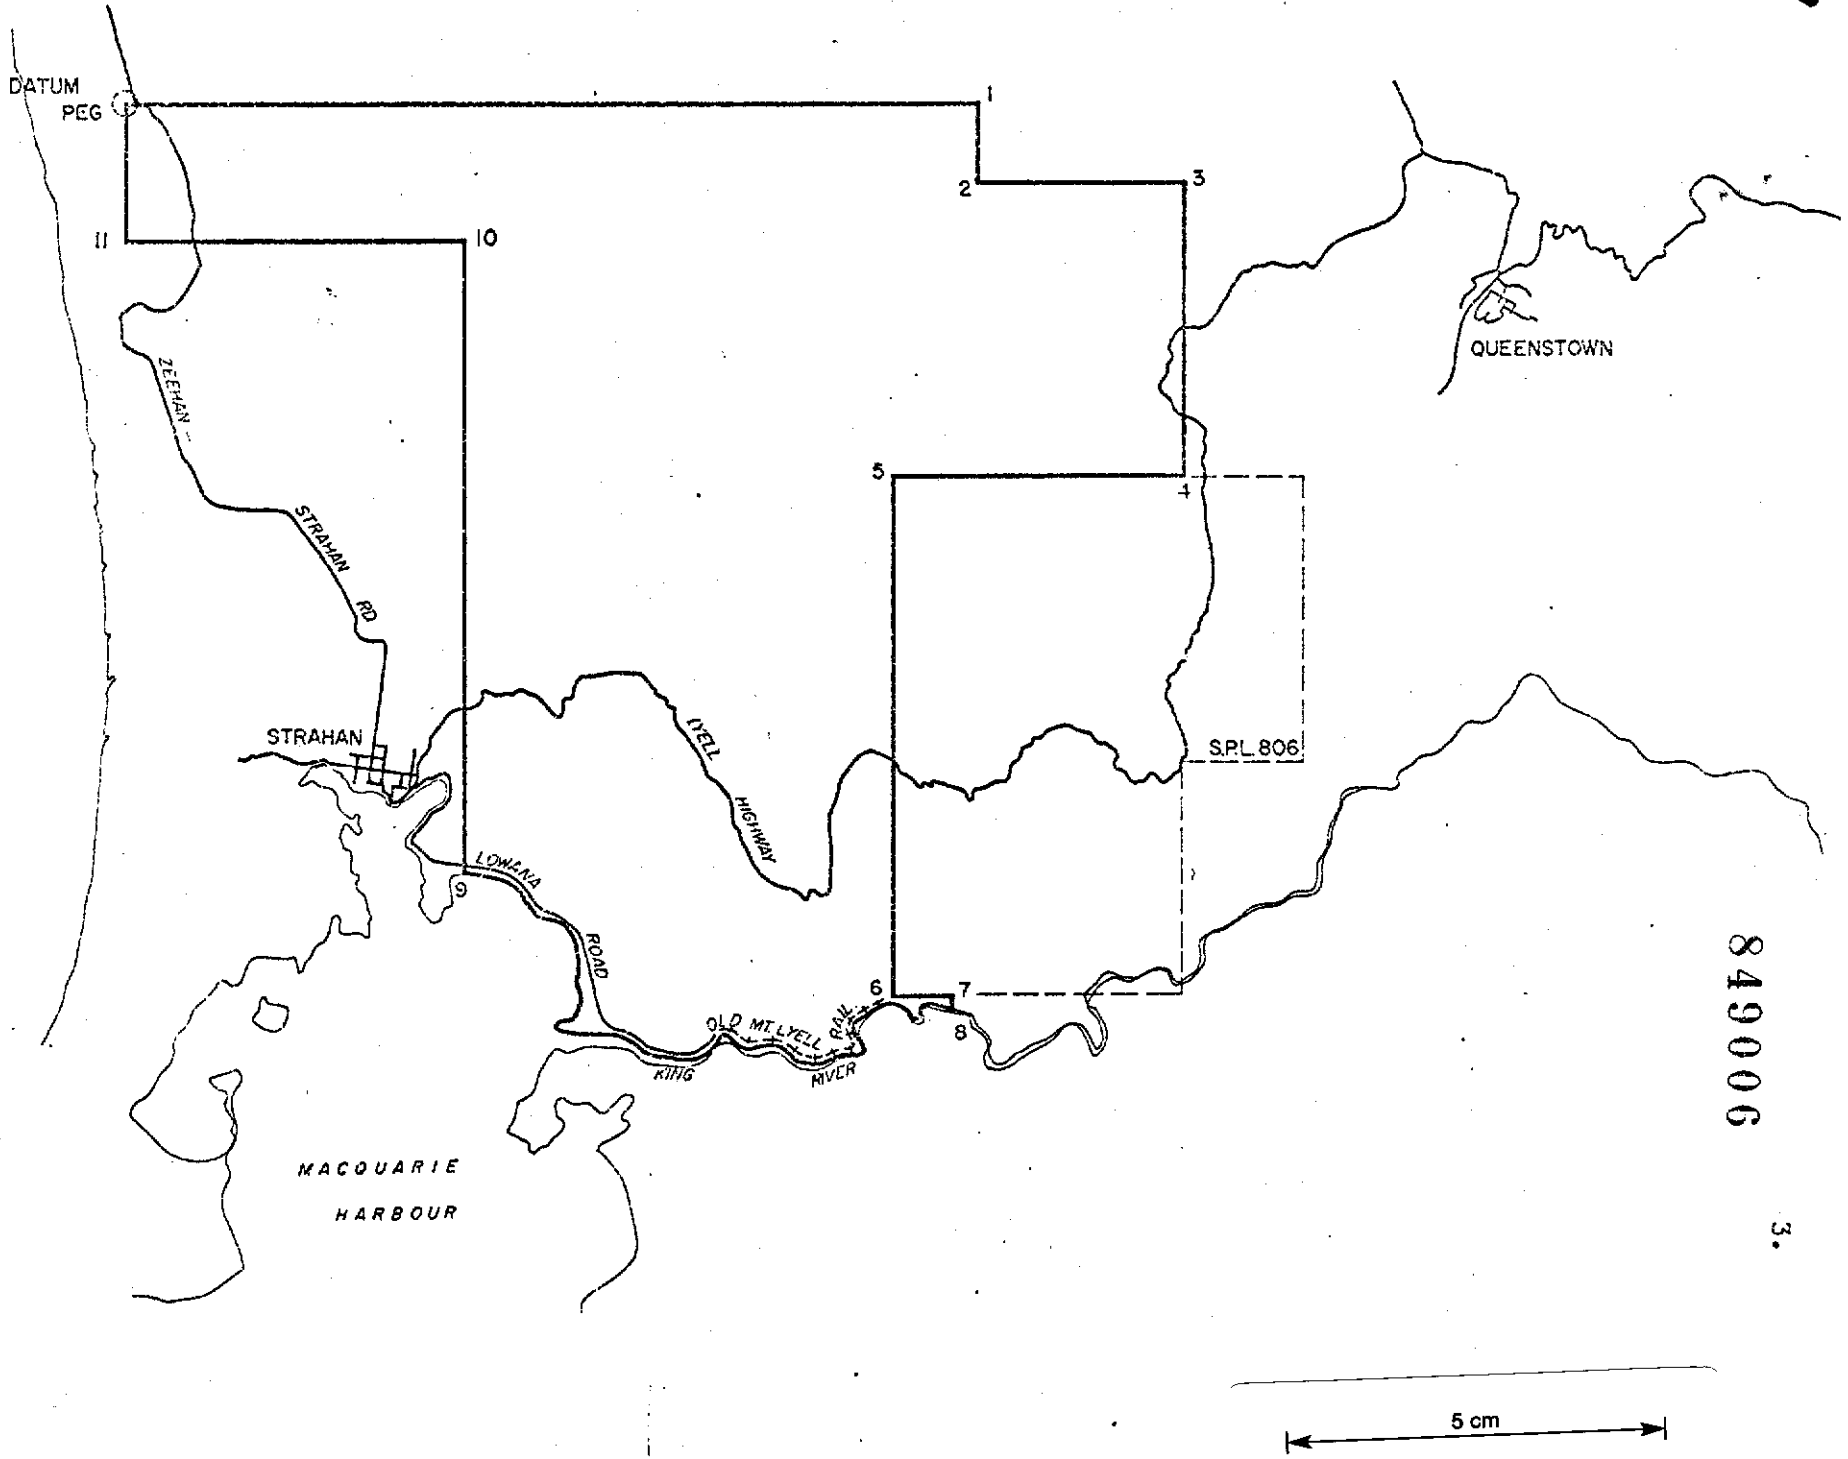 DATUM
PEG
1
2
3
11
10
QUEENSTOWN
ZEEHAN –
5
4
STRAHAN
RD
STRAHAN
LYELL
S.P.L. 806
HIGHWAY
LOWANA
9
ROAD
6
7
8
OLD MT. LYELL RAIL
KING
RIVER
849006
MACQUARIE
HARBOUR
3.
5 cm